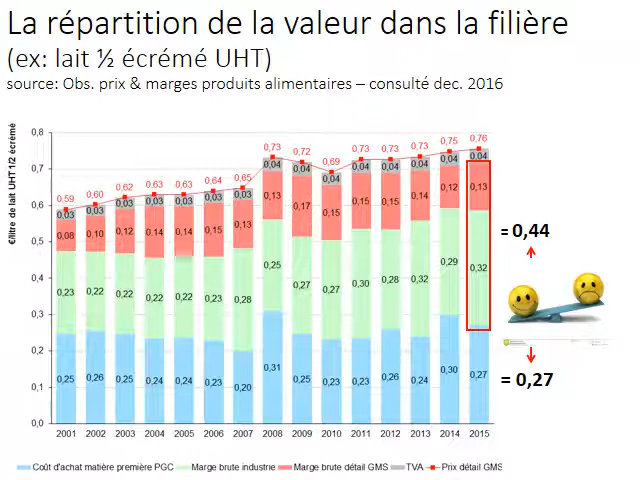 La répartition de la valeur dans la filière
(ex: lait ½ écrémé UHT)
source: Obs. prix & marges produits alimentaires – consulté dec. 2016
€/litre de lait UHT 1/2 écrémé
0,8
0,7
0,6
0,5
0,4
0,3
0,2
0,1
0,0
0,59 0,60 0,62 0,63 0,63 0,64 0,65 0,73 0,72 0,69 0,73 0,73 0,73 0,75 0,76
0,03 0,03 0,03 0,03 0,03 0,03 0,03 0,04 0,04 0,04 0,04 0,04 0,04 0,04 0,04
0,08 0,10 0,12 0,14 0,14 0,15 0,13 0,13 0,17 0,15 0,15 0,15 0,14 0,12 0,13
0,23 0,22 0,22 0,22 0,22 0,23 0,28 0,25 0,27 0,27 0,30 0,28 0,32 0,29 0,32
0,25 0,26 0,25 0,24 0,24 0,23 0,20 0,31 0,25 0,23 0,23 0,26 0,24 0,30 0,27
2001 2002 2003 2004 2005 2006 2007 2008 2009 2010 2011 2012 2013 2014 2015
= 0,44
= 0,27
Coût d'achat matière première PGC Marge brute industrie Marge brute détail GMS TVA Prix détail GMS